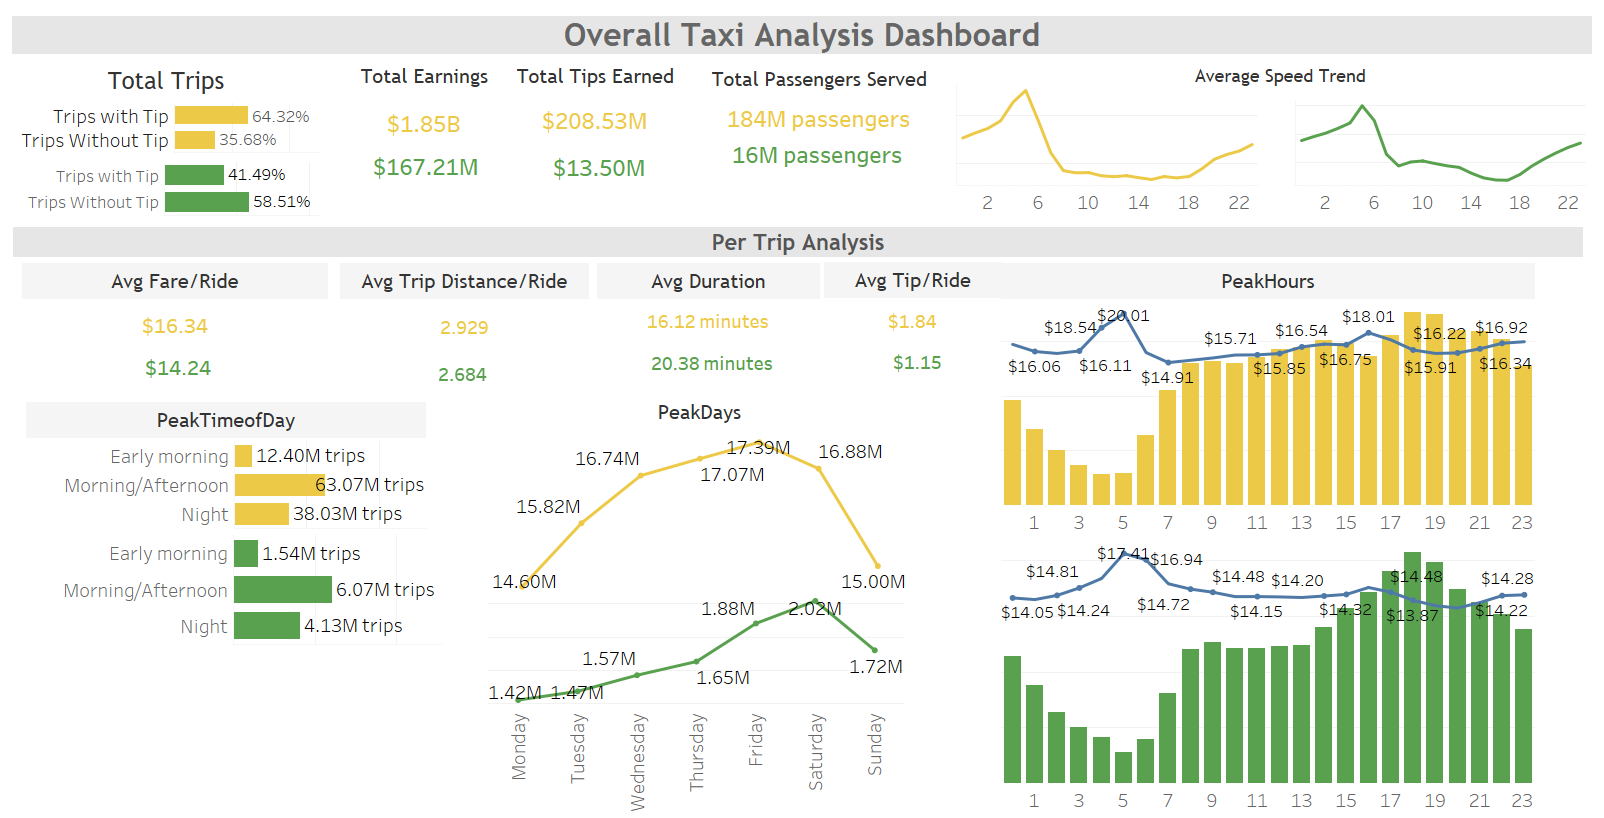 Overall Taxi Analysis Dashboard
Total Trips
Trips with Tip 64.32%
Trips Without Tip 35.68%
Trips with Tip 41.49%
Trips Without Tip 58.51%
Total Earnings
$1.85B
$167.21M
Total Tips Earned
$208.53M
$13.50M
Total Passengers Served
184M passengers
16M passengers
Average Speed Trend
2 6 10 14 18 22
2 6 10 14 18 22
Per Trip Analysis
Avg Fare/Ride
$16.34
$14.24
Avg Trip Distance/Ride
2.929
2.684
Avg Duration
16.12 minutes
20.38 minutes
Avg Tip/Ride
$1.84
$1.15
PeakTimeofDay
Early morning 12.40M trips
Morning/Afternoon 63.07M trips
Night 38.03M trips
Early morning 1.54M trips
Morning/Afternoon 6.07M trips
Night 4.13M trips
PeakDays
14.60M
15.82M
16.74M
17.07M
17.39M
16.88M
15.00M
1.42M
1.47M
1.57M
1.65M
1.88M
2.02M
1.72M
Monday
Tuesday
Wednesday
Thursday
Friday
Saturday
Sunday
PeakHours
$16.06
$18.54
$16.11
$20.01
$14.91
$15.71
$15.85
$16.54
$16.75
$18.01
$15.91
$16.22
$16.92
$16.34
1 3 5 7 9 11 13 15 17 19 21 23
$14.05
$14.81
$14.24
$17.41
$16.94
$14.72
$14.48
$14.15
$14.20
$14.32
$14.48
$13.87
$14.28
$14.22
1 3 5 7 9 11 13 15 17 19 21 23